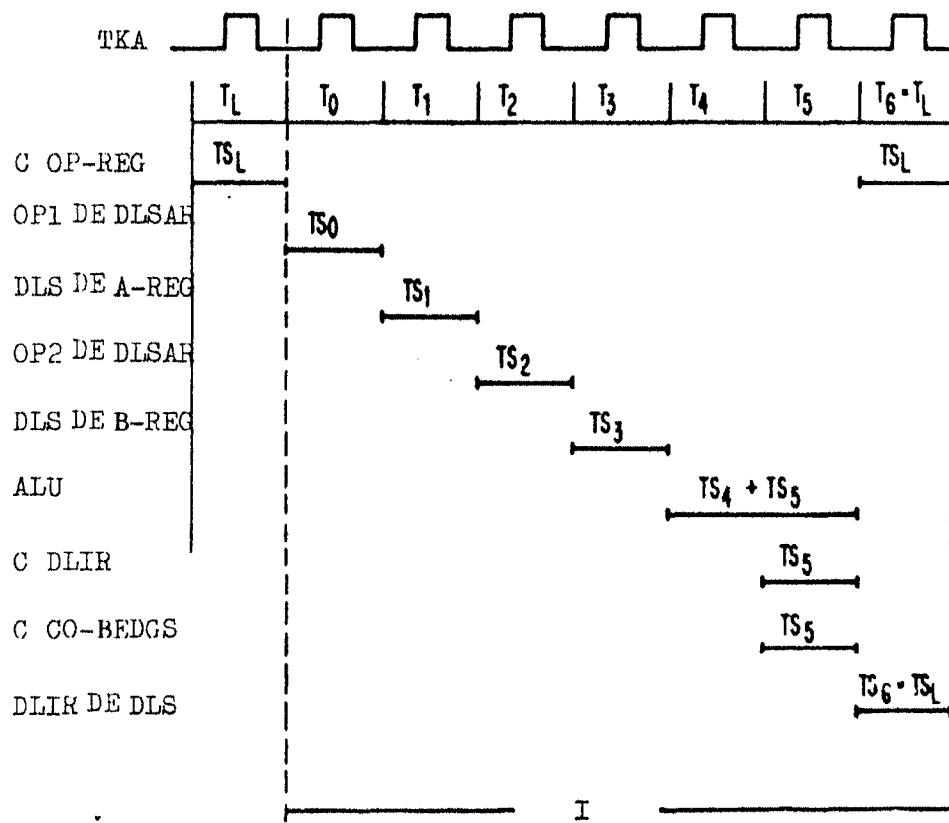 TKA
T_L T_0 T_1 T_2 T_3 T_4 T_5 T_6 = T_L
C OP-REG TS_L TS_L
OP1 DE DLSAR TS_0
DLS DE A-REG TS_1
OP2 DE DLSAR TS_2
DLS DE B-REG TS_3
ALU TS_4 + TS_5
C DLIR TS_5
C CO-BEDGS TS_5
DLIR DE DLS TS_6 = TS_L
I